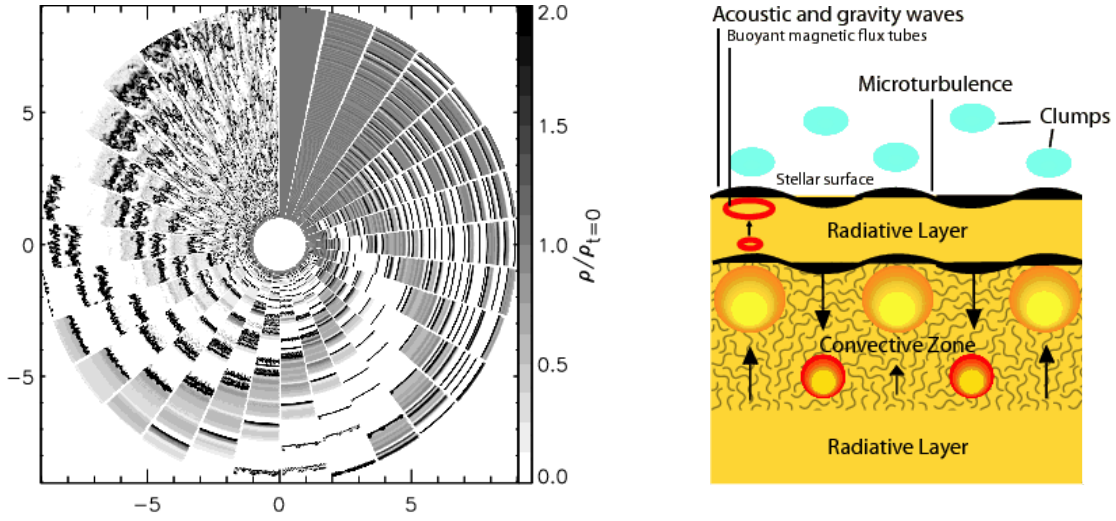 5
0
−5
−5
0
5
2.0
1.5
1.0
0.5
0.0
ρ/ρt=0
Acoustic and gravity waves
Buoyant magnetic flux tubes
Microturbulence
Clumps
Stellar surface
Radiative Layer
Convective Zone
Radiative Layer